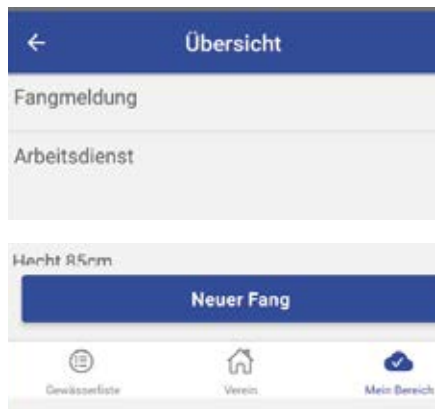 Übersicht
Fangmeldung
Arbeitsdienst
Hecht 85cm
Neuer Fang
Gewässerliste Verein Mein Bereich